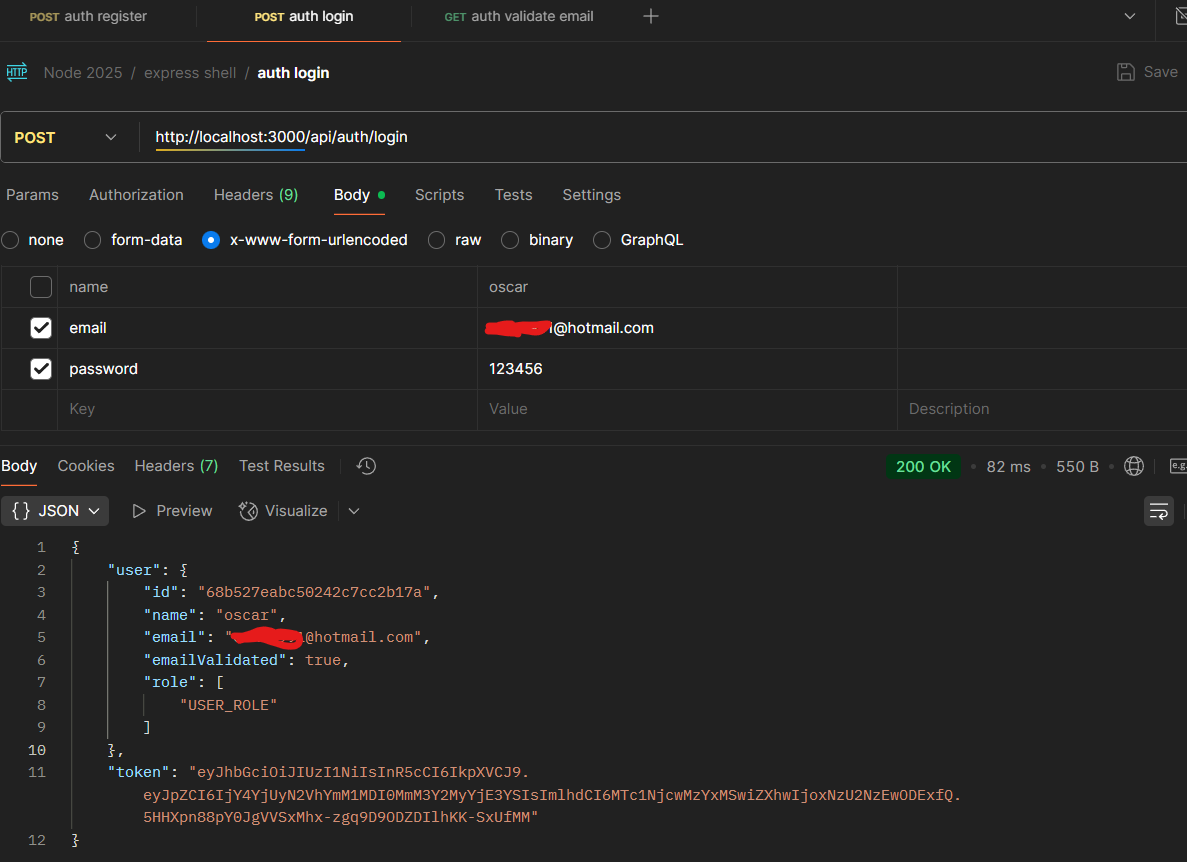 POST auth register POST auth login GET auth validate email
HTTP Node 2025 / express shell / auth login Save
POST http://localhost:3000/api/auth/login
Params Authorization Headers (9) Body Scripts Tests Settings
none form-data x-www-form-urlencoded raw binary GraphQL
name oscar
email @hotmail.com
password 123456
Key Value Description
Body Cookies Headers (7) Test Results 200 OK 82 ms 550 B e.g.
{} JSON Preview Visualize
1 {
2 "user": {
3 "id": "68b527eabc50242c7cc2b17a",
4 "name": "oscar",
5 "email": "@hotmail.com",
6 "emailValidated": true,
7 "role": [
8 "USER_ROLE"
9 ]
10 },
11 "token": "eyJhbGciOiJIUzI1NiIsInR5cCI6IkpXVCJ9.
eyJpZCI6IjY4YjUyN2VhYmM1MDI0MmM3Y2MyYjE3YSIsImlhdCI6MTc1NjcwMzYxMSwiZXhwIjoxNzU2NzEwODExfQ.
5HHXpn88pY0JgVVSxMhx-zgq9D9ODZDIlhKK-SxUfMM"
12 }